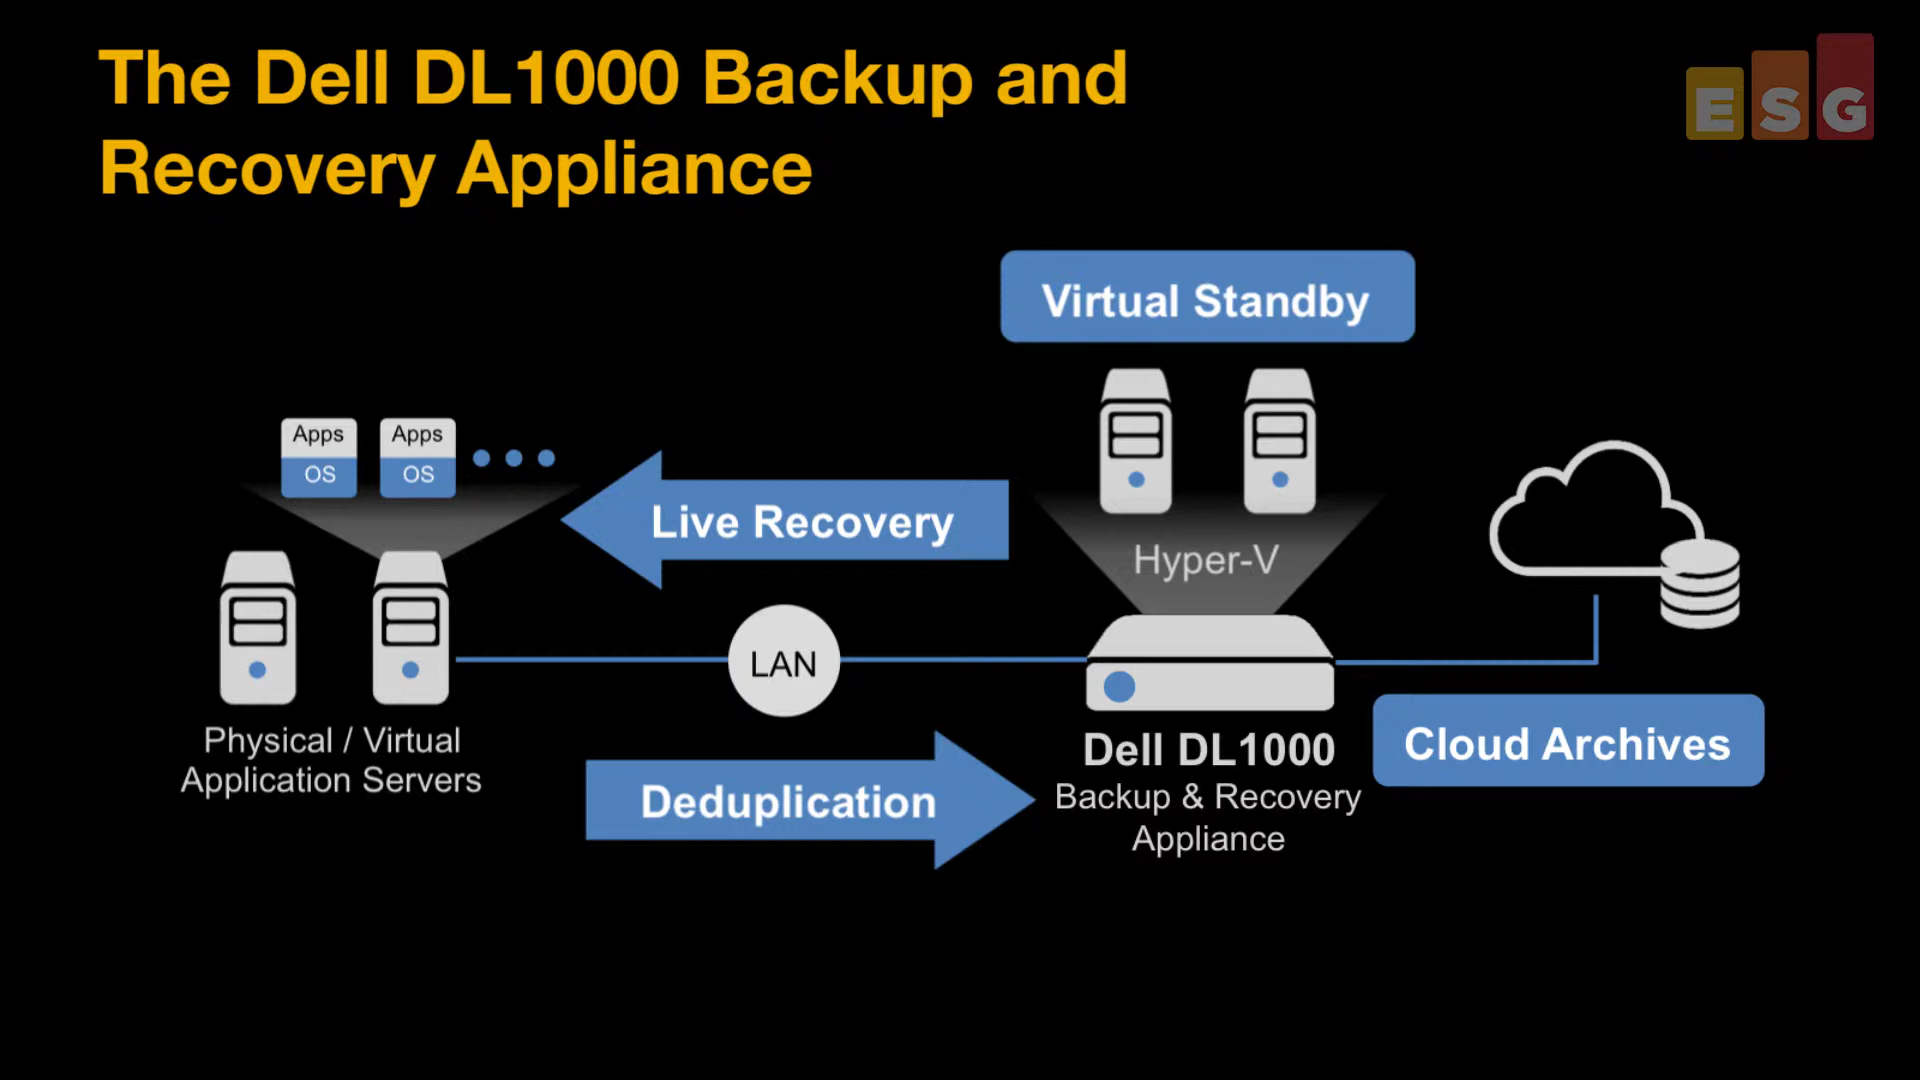 The Dell DL1000 Backup and
Recovery Appliance
ESG
Virtual Standby
Apps
OS
Apps
OS
Live Recovery
Hyper-V
LAN
Physical / Virtual
Application Servers
Deduplication
Dell DL1000
Backup & Recovery
Appliance
Cloud Archives